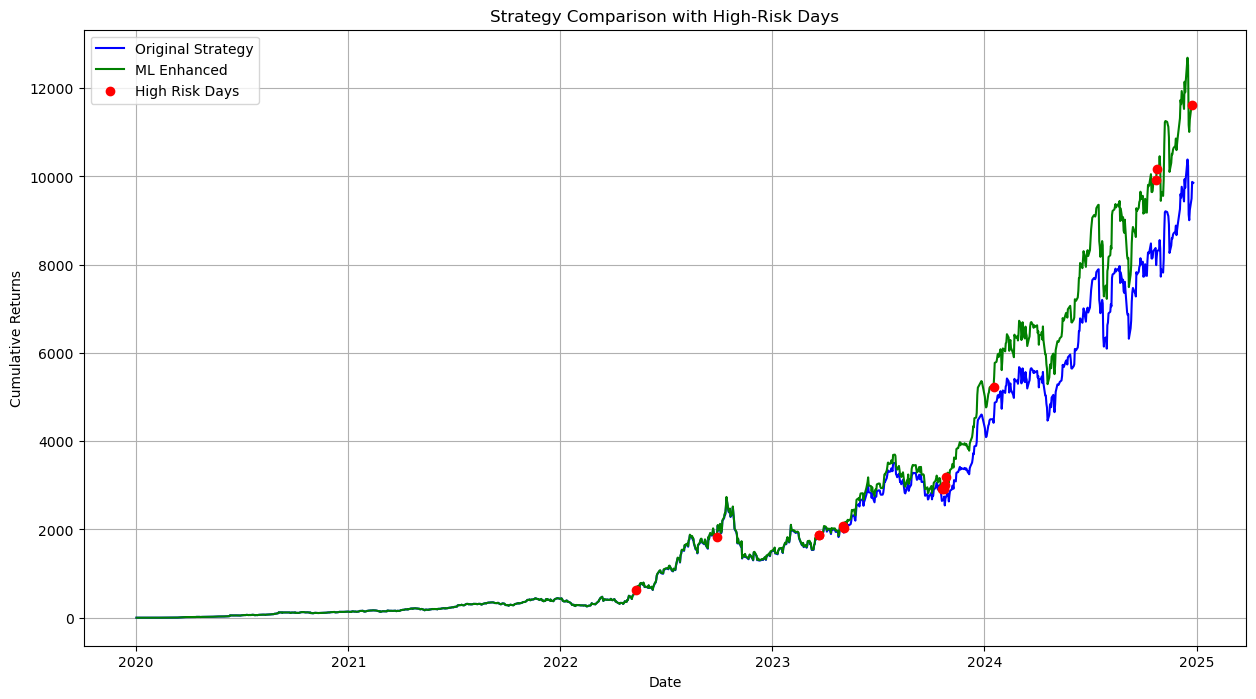 Strategy Comparison with High-Risk Days
Original Strategy
ML Enhanced
High Risk Days
12000
10000
8000
6000
4000
2000
0
Cumulative Returns
2020 2021 2022 2023 2024 2025
Date